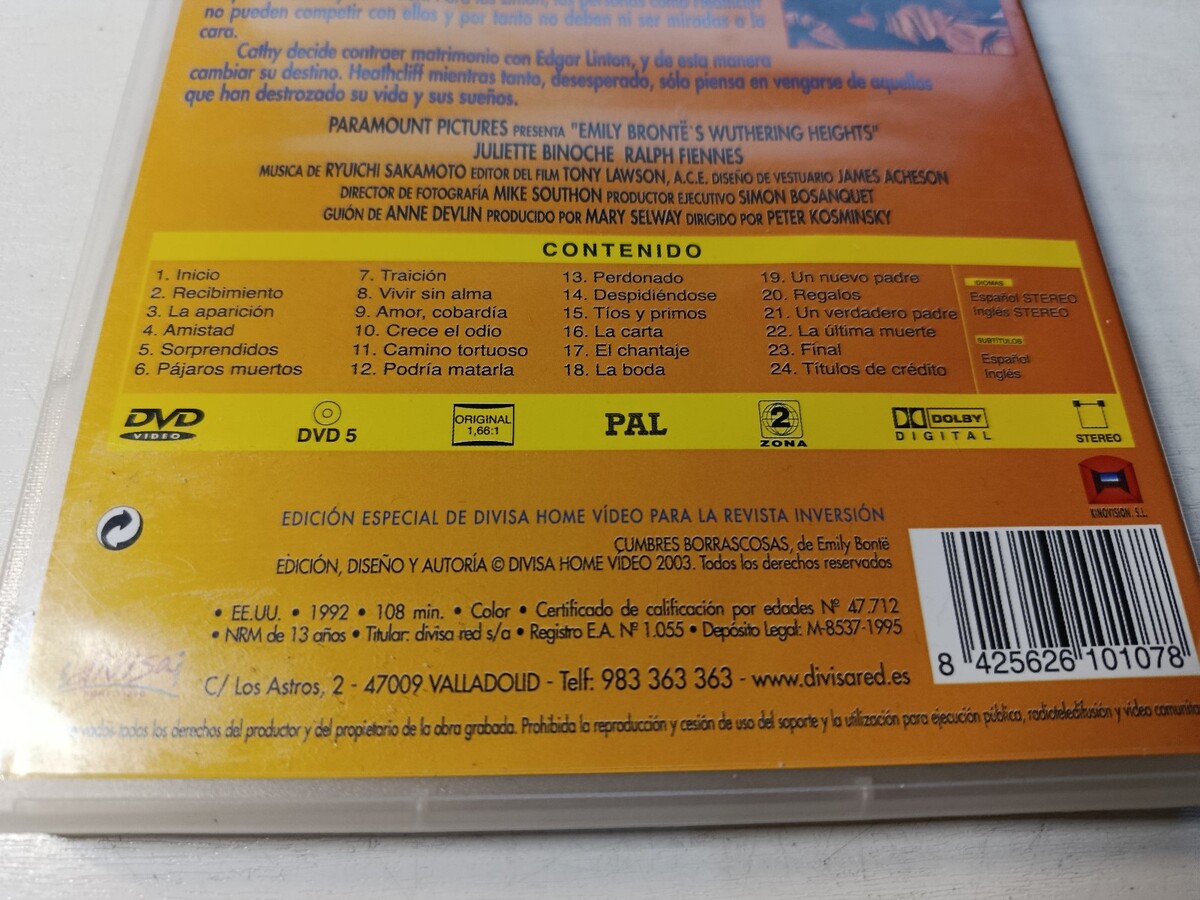 no pueden competir con ellos y por tanto no deben ni ser miradas a la
cara.
Cathy decide contraer matrimonio con Edgar Linton, y de esta manera
cambiar su destino. Heathcliff mientras tanto, desesperado, sólo piensa en vengarse de aquellos
que han destrozado su vida y sus sueños.
PARAMOUNT PICTURES PRESENTA "EMILY BRONTË`S WUTHERING HEIGHTS"
JULIETTE BINOCHE RALPH FIENNES
MUSICA DE RYUICHI SAKAMOTO EDITOR DEL FILM TONY LAWSON, A.C.E. DISEÑO DE VESTUARIO JAMES ACHESON
DIRECTOR DE FOTOGRAFÍA MIKE SOUTHON PRODUCTOR EJECUTIVO SIMON BOSANQUET
GUIÓN DE ANNE DEVLIN PRODUCIDO POR MARY SELWAY DIRIGIDO POR PETER KOSMINSKY
CONTENIDO
1. Inicio
2. Recibimiento
3. La aparición
4. Amistad
5. Sorprendidos
6. Pájaros muertos
7. Traición
8. Vivir sin alma
9. Amor, cobardía
10. Crece el odio
11. Camino tortuoso
12. Podría matarla
13. Perdonado
14. Despidiéndose
15. Tíos y primos
16. La carta
17. El chantaje
18. La boda
19. Un nuevo padre
20. Regalos
21. Un verdadero padre
22. La última muerte
23. Final
24. Títulos de crédito
IDIOMAS
Español STEREO
Inglés STEREO
SUBTÍTULOS
Español
Inglés
DVD VIDEO
DVD 5
ORIGINAL 1,66:1
PAL
2 ZONA
DOLBY DIGITAL
STEREO
KINOVISION, S.L.
EDICIÓN ESPECIAL DE DIVISA HOME VÍDEO PARA LA REVISTA INVERSIÓN
CUMBRES BORRASCOSAS, de Emily Bontë
EDICIÓN, DISEÑO Y AUTORÍA © DIVISA HOME VÍDEO 2003. Todos los derechos reservados
• EE.UU. • 1992 • 108 min. • Color • Certificado de calificación por edades Nº 47.712
• NRM de 13 años • Titular: divisa red s/a • Registro E.A. Nº 1.055 • Depósito Legal: M-8537-1995
8 425626 101078
DIVISA
C/ Los Astros, 2 - 47009 VALLADOLID - Telf: 983 363 363 - www.divisared.es
todos los derechos del productor y del propietario de la obra grabada. Prohibida la reproducción y cesión de uso del soporte y la utilización para ejecución pública, radioteledifusión y vídeo